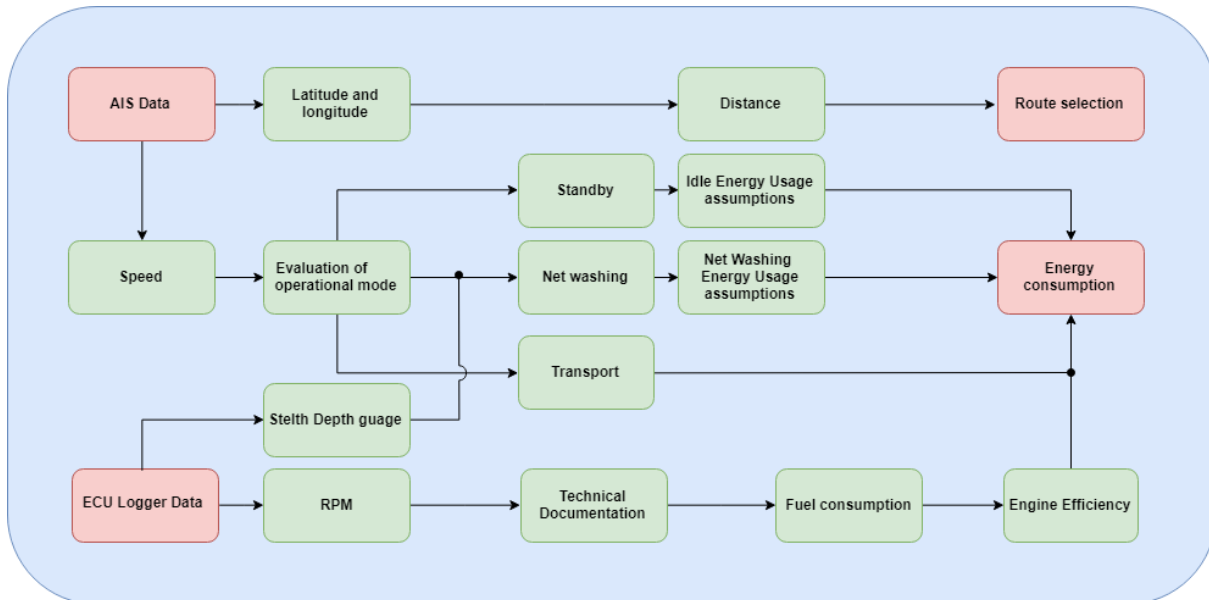 AIS Data
Latitude and
longitude
Distance
Route selection
Standby
Idle Energy Usage
assumptions
Speed
Evaluation of
operational mode
Net washing
Net Washing
Energy Usage
assumptions
Energy
consumption
Transport
Stelth Depth guage
ECU Logger Data
RPM
Technical
Documentation
Fuel consumption
Engine Efficiency